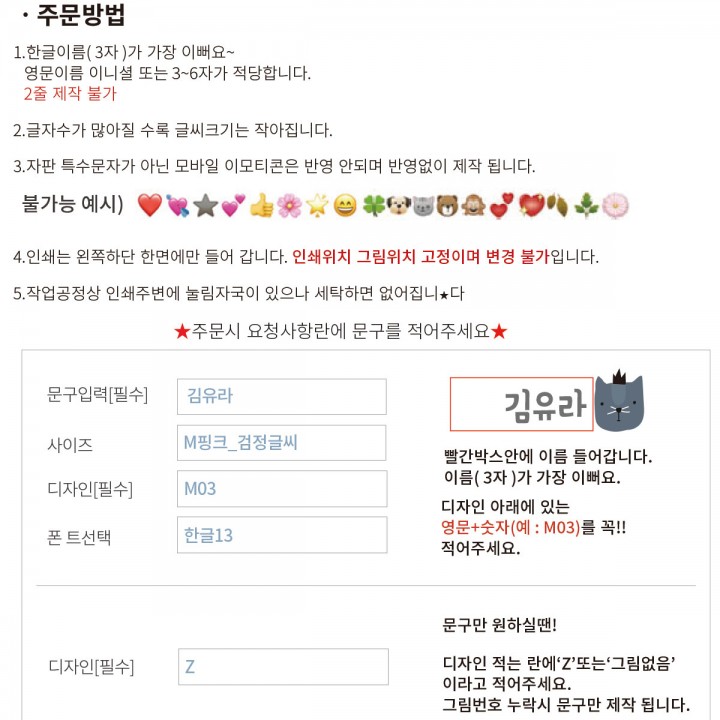 · 주문방법
1.한글이름( 3자 )가 가장 이뻐요~
영문이름 이니셜 또는 3~6자가 적당합니다.
2줄 제작 불가
2.글자수가 많아질 수록 글씨크기는 작아집니다.
3.자판 특수문자가 아닌 모바일 이모티콘은 반영 안되며 반영없이 제작 됩니다.
불가능 예시) ❤️💘⭐💕👍🌸🌟😄🍀🐶🐱🐻🐵💞💖🍂🌿🌸
4.인쇄는 왼쪽하단 한면에만 들어 갑니다. 인쇄위치 그림위치 고정이며 변경 불가입니다.
5.작업공정상 인쇄주변에 눌림자국이 있으나 세탁하면 없어집니★다
★주문시 요청사항란에 문구를 적어주세요★
문구입력[필수] 김유라
김유라
사이즈 M핑크_검정글씨
빨간박스안에 이름 들어갑니다.
이름( 3자 )가 가장 이뻐요.
디자인[필수] M03
디자인 아래에 있는
영문+숫자(예 : M03)를 꼭!!
적어주세요.
폰 트선택 한글13
문구만 원하실땐!
디자인[필수] Z
디자인 적는 란에‘Z’또는‘그림없음’
이라고 적어주세요.
그림번호 누락시 문구만 제작 됩니다.